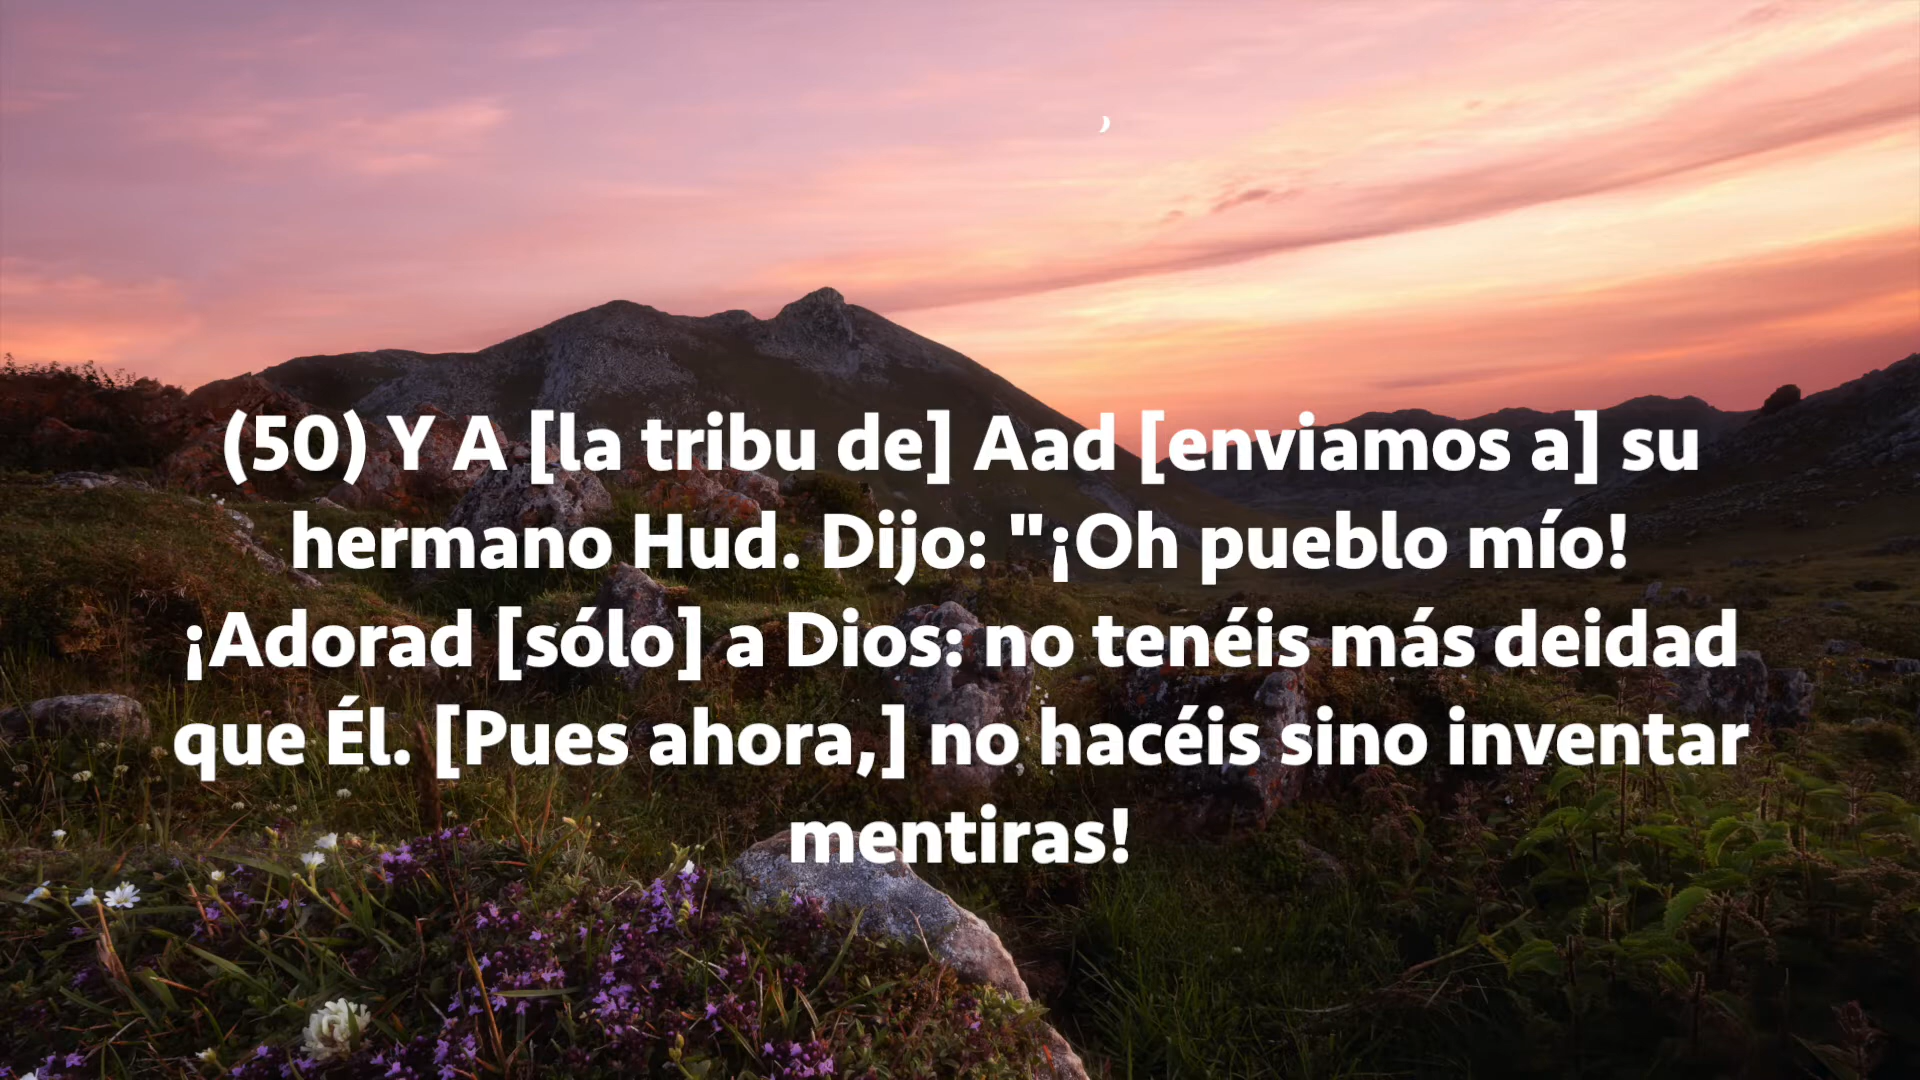 (50) Y A [la tribu de] Aad [enviamos a] su
hermano Hud. Dijo: "¡Oh pueblo mío!
¡Adorad [sólo] a Dios: no tenéis más deidad
que Él. [Pues ahora,] no hacéis sino inventar
mentiras!